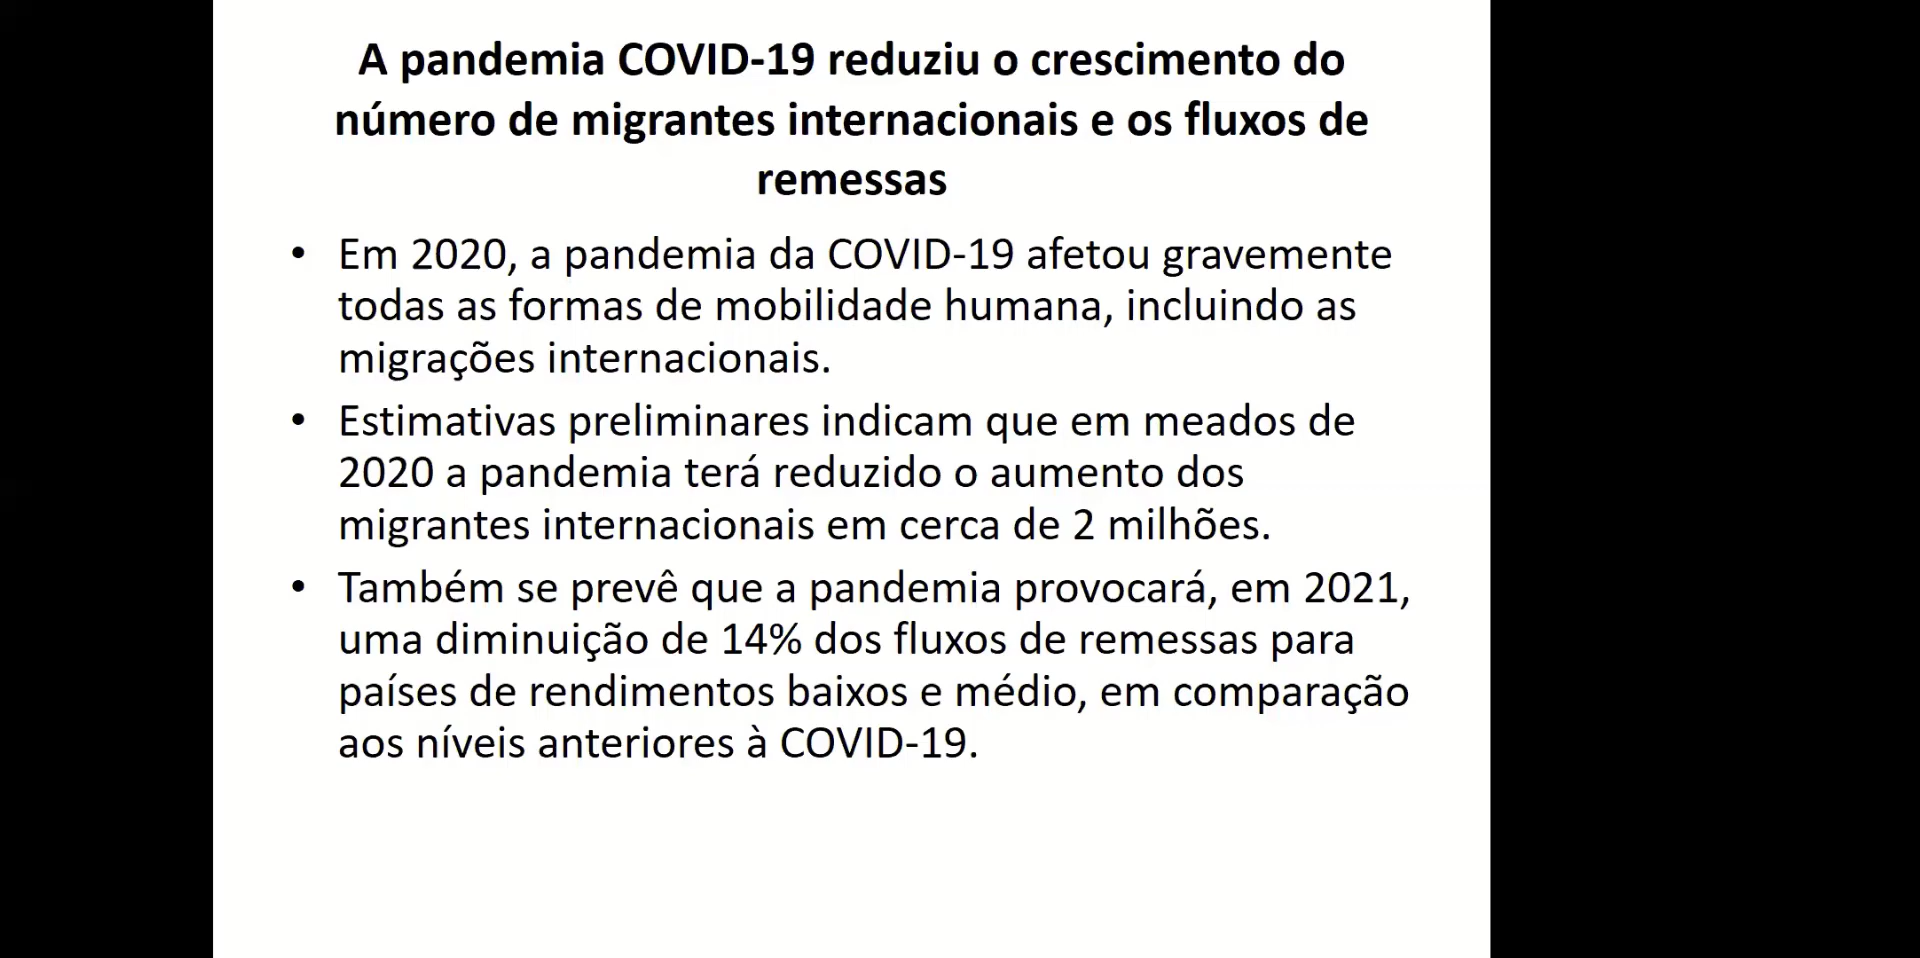 A pandemia COVID-19 reduziu o crescimento do
número de migrantes internacionais e os fluxos de
remessas
• Em 2020, a pandemia da COVID-19 afetou gravemente
todas as formas de mobilidade humana, incluindo as
migrações internacionais.
• Estimativas preliminares indicam que em meados de
2020 a pandemia terá reduzido o aumento dos
migrantes internacionais em cerca de 2 milhões.
• Também se prevê que a pandemia provocará, em 2021,
uma diminuição de 14% dos fluxos de remessas para
países de rendimentos baixos e médio, em comparação
aos níveis anteriores à COVID-19.